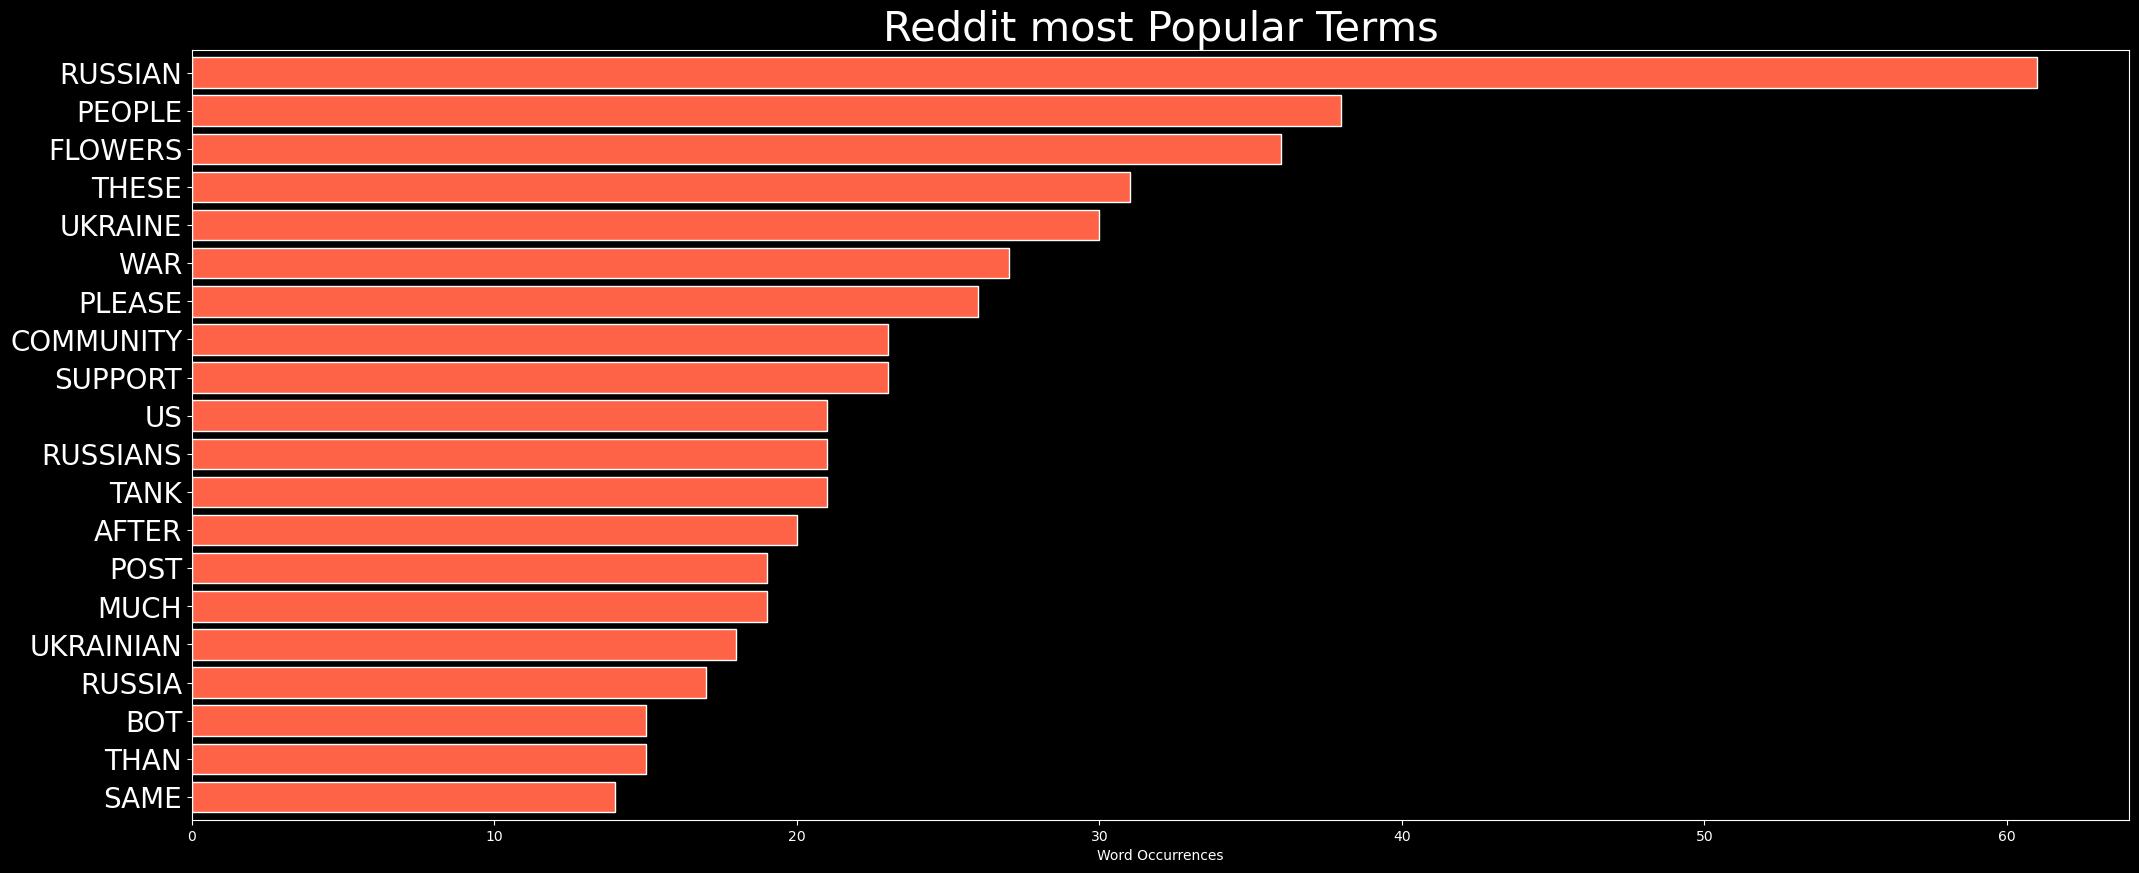 Reddit most Popular Terms
RUSSIAN
PEOPLE
FLOWERS
THESE
UKRAINE
WAR
PLEASE
COMMUNITY
SUPPORT
US
RUSSIANS
TANK
AFTER
POST
MUCH
UKRAINIAN
RUSSIA
BOT
THAN
SAME
0 10 20 30 40 50 60
Word Occurrences